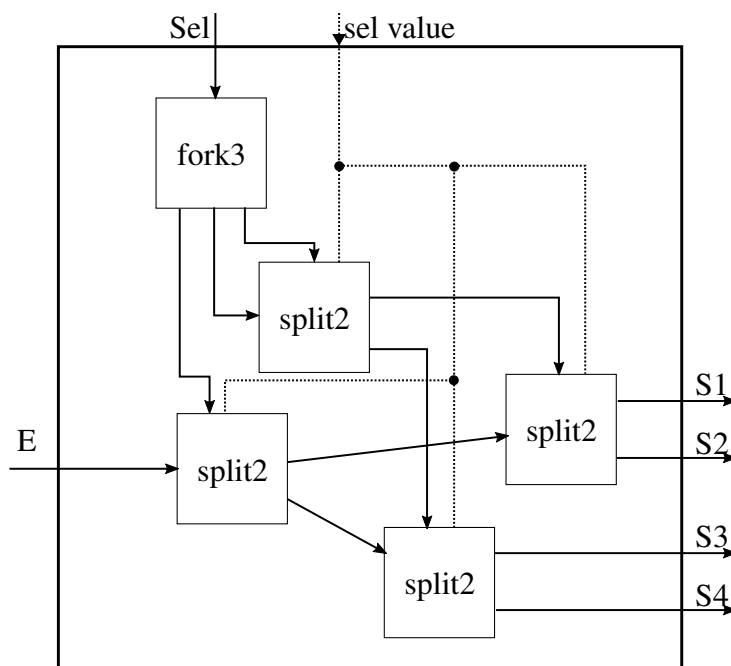 Sel
sel value
fork3
split2
split2
split2
split2
E
S1
S2
S3
S4